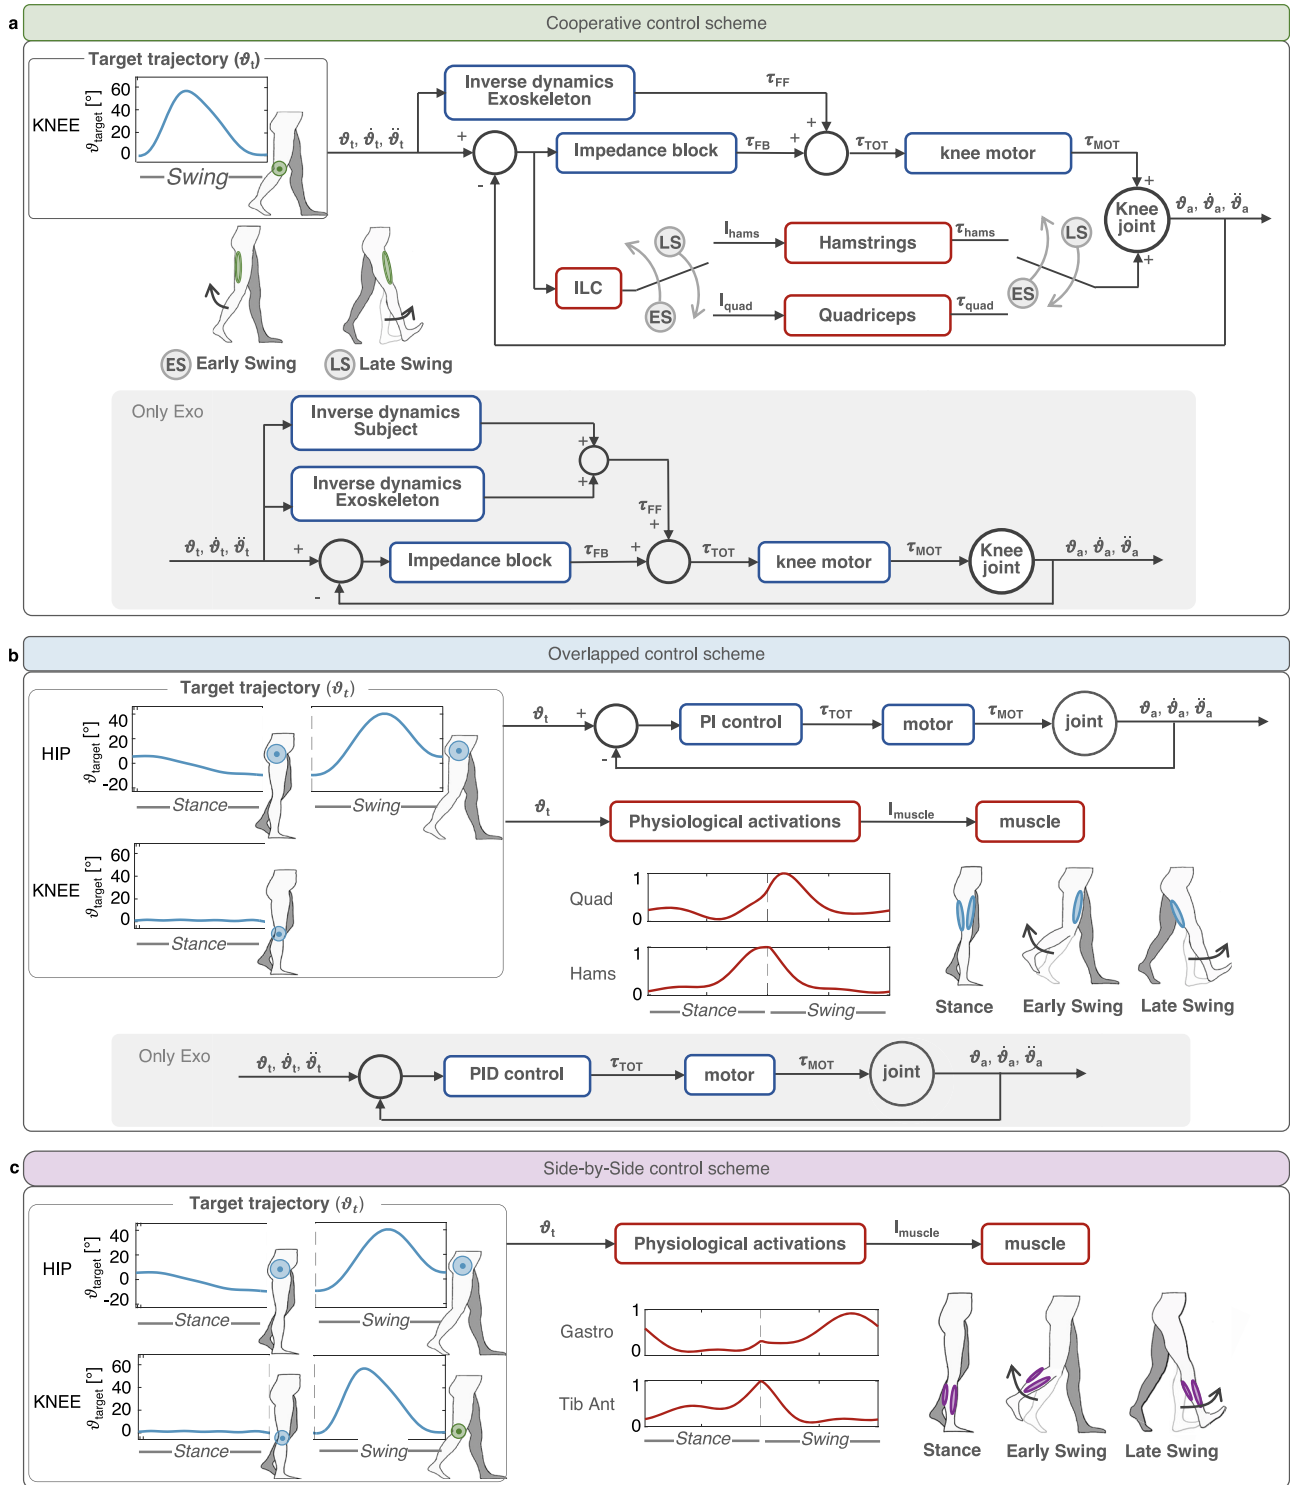 a
Cooperative control scheme
Target trajectory (ϑt)
KNEE
ϑtarget [°]
60
40
20
0
Swing
ϑt, ϑ̇t, ϑ̈t
Inverse dynamics
Exoskeleton
τFF
+
-
Impedance block
τFB
+
+
τTOT
knee motor
τMOT
+
Knee
joint
+
ϑa, ϑ̇a, ϑ̈a
ILC
LS
ES
Ihams
Hamstrings
τhams
Iquad
Quadriceps
τquad
LS
ES
ES Early Swing
LS Late Swing
Only Exo
Inverse dynamics
Subject
Inverse dynamics
Exoskeleton
+
+
τFF
+
ϑt, ϑ̇t, ϑ̈t
+
-
Impedance block
τFB
+
τTOT
knee motor
τMOT
Knee
joint
ϑa, ϑ̇a, ϑ̈a
b
Overlapped control scheme
Target trajectory (ϑt)
HIP
ϑtarget [°]
40
20
0
-20
Stance
Swing
KNEE
ϑtarget [°]
60
40
20
0
Stance
ϑt
+
-
PI control
τTOT
motor
τMOT
joint
ϑa, ϑ̇a, ϑ̈a
ϑt
Physiological activations
Imuscle
muscle
Quad
1
0
Hams
1
0
Stance
Swing
Stance
Early Swing
Late Swing
Only Exo
ϑt, ϑ̇t, ϑ̈t
PID control
τTOT
motor
τMOT
joint
ϑa, ϑ̇a, ϑ̈a
c
Side-by-Side control scheme
Target trajectory (ϑt)
HIP
ϑtarget [°]
40
20
0
-20
Stance
Swing
KNEE
ϑtarget [°]
60
40
20
0
Stance
Swing
ϑt
Physiological activations
Imuscle
muscle
Gastro
1
0
Tib Ant
1
0
Stance
Swing
Stance
Early Swing
Late Swing